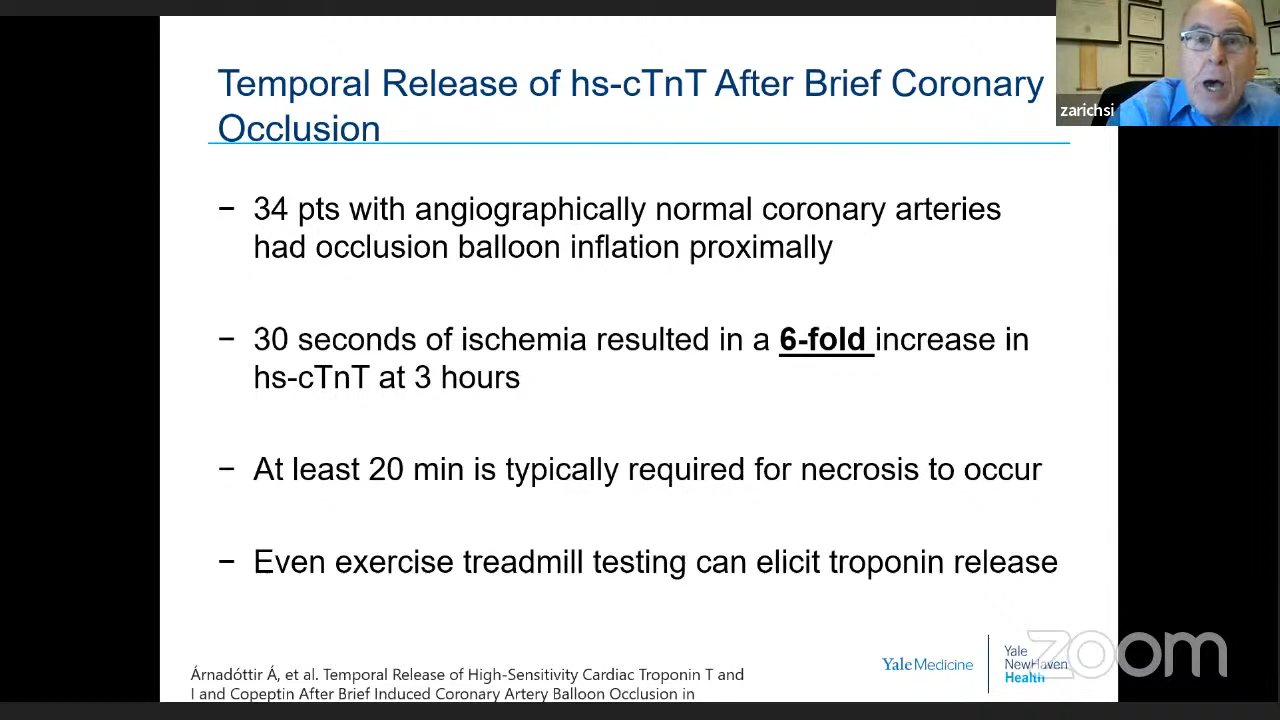 Temporal Release of hs-cTnT After Brief Coronary
Occlusion
zarichsi
− 34 pts with angiographically normal coronary arteries
had occlusion balloon inflation proximally
− 30 seconds of ischemia resulted in a 6-fold increase in
hs-cTnT at 3 hours
− At least 20 min is typically required for necrosis to occur
− Even exercise treadmill testing can elicit troponin release
Árnadóttir Á, et al. Temporal Release of High-Sensitivity Cardiac Troponin T and
I and Copeptin After Brief Induced Coronary Artery Balloon Occlusion in
YaleMedicine
Yale
NewHaven
Health
zoom